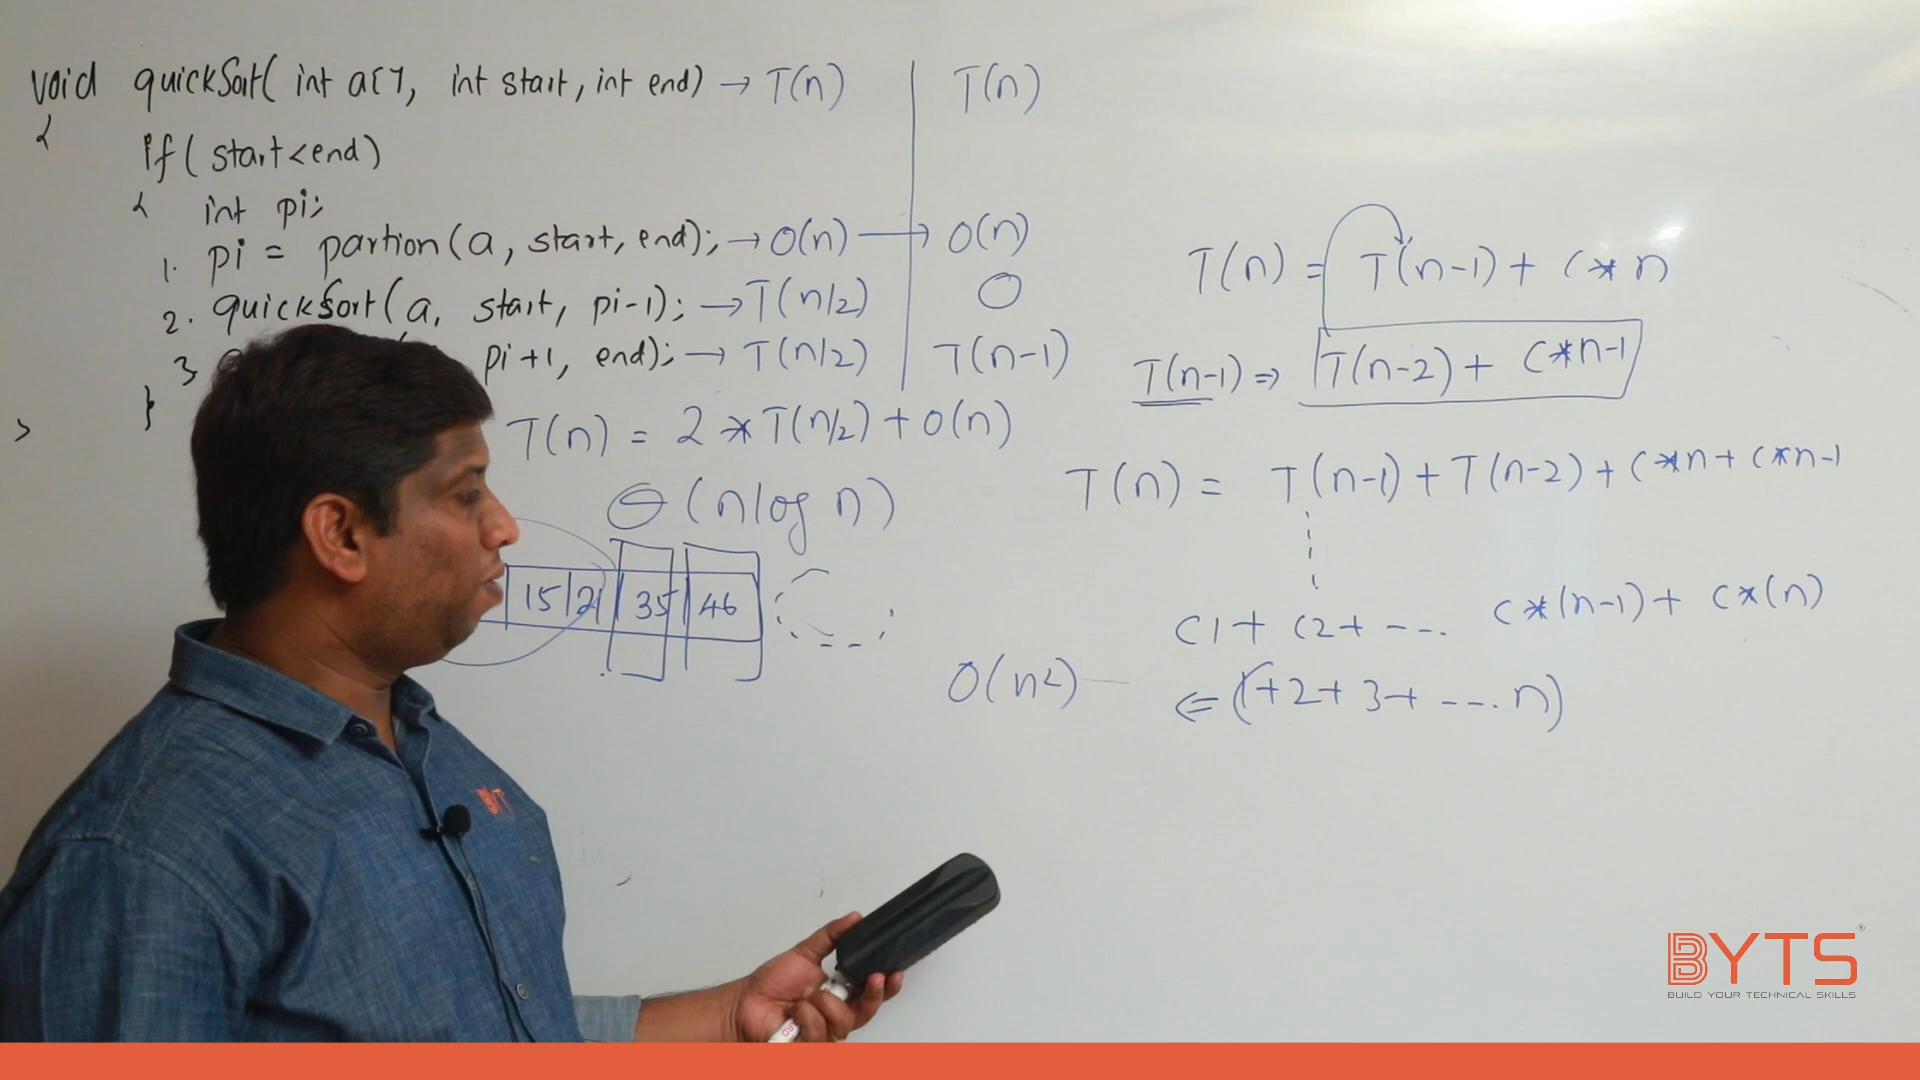 void quickSort( int a[], int start, int end) → T(n) T(n)
{
if( start<end)
{ int pi;
1. pi = partion(a, start, end); → O(n) → O(n)
2. quickSort(a, start, pi-1); → T(n/2) O
3 pi+1, end); → T(n/2) T(n-1)
}
}
T(n) = 2 * T(n/2) + O(n)
Θ(n log n)
15 21 35 46
T(n) = T(n-1) + C*n
T(n-1) ⇒ T(n-2) + C*n-1
T(n) = T(n-1) + T(n-2) + C*n + C*n-1
C1 + C2 + --- . C*(n-1) + C*(n)
O(n2) ⇐ (1+2+3+ --- . n)
BYTS
BUILD YOUR TECHNICAL SKILLS